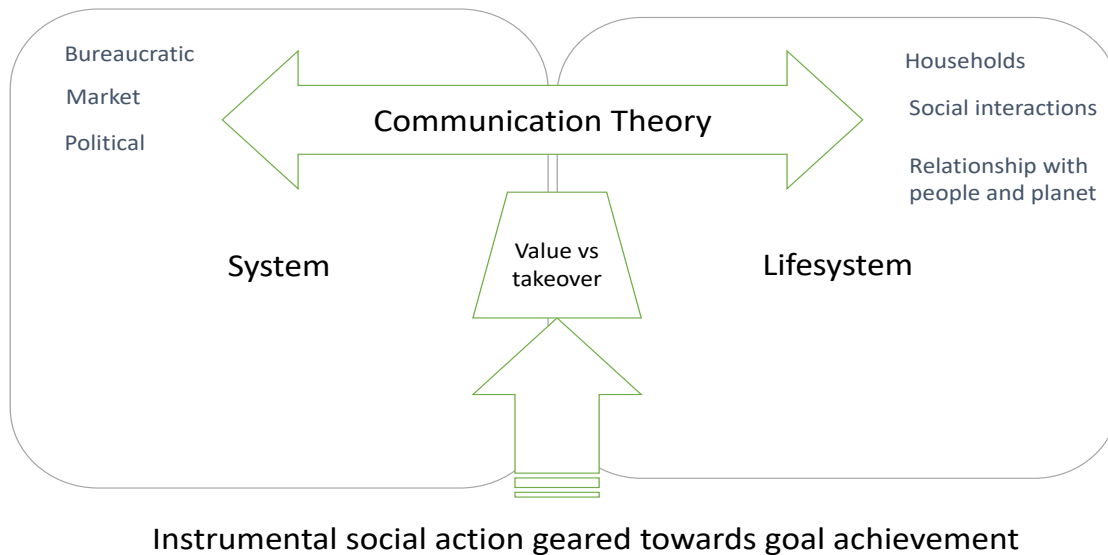 Bureaucratic
Market
Political
Communication Theory
Households
Social interactions
Relationship with
people and planet
System
Value vs
takeover
Lifesystem
Instrumental social action geared towards goal achievement